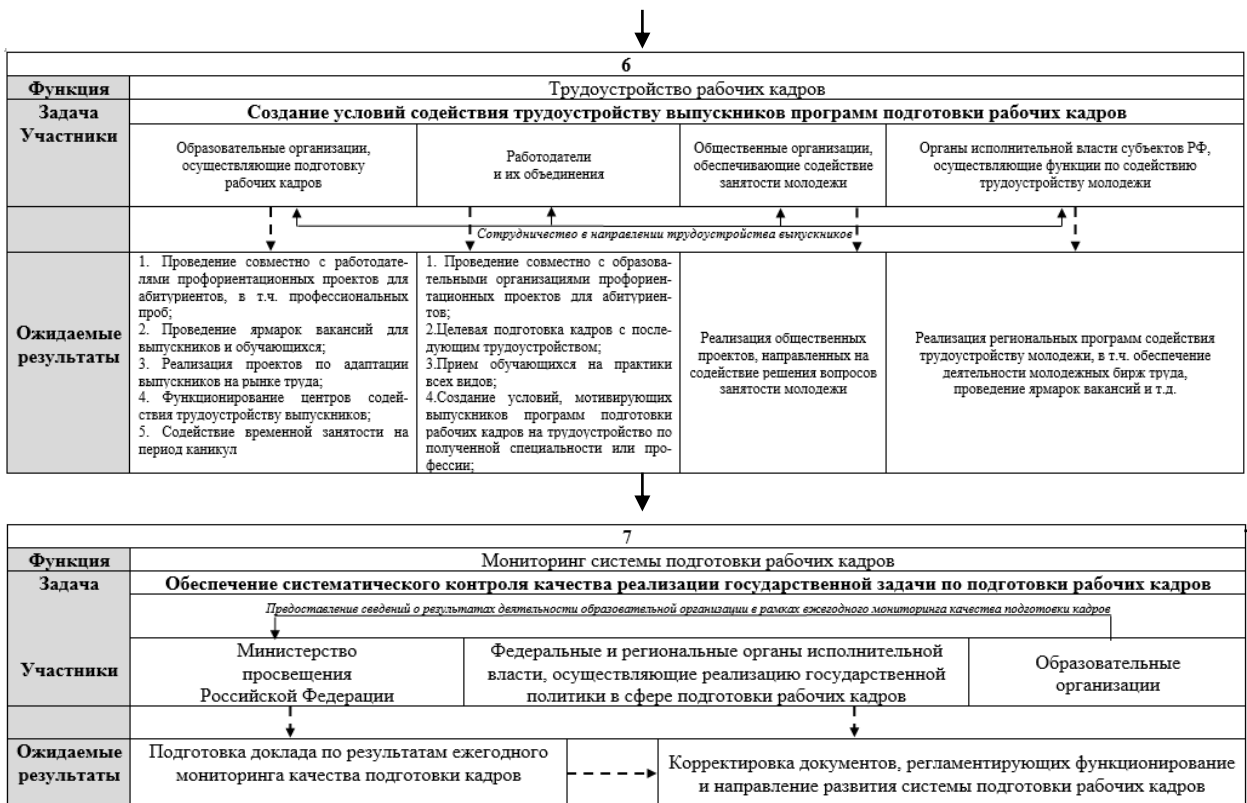 6
Функция
Трудоустройство рабочих кадров
Задача
Создание условий содействия трудоустройству выпускников программ подготовки рабочих кадров
Участники
Образовательные организации,
осуществляющие подготовку
рабочих кадров
Работодатели
и их объединения
Общественные организации,
обеспечивающие содействие
занятости молодежи
Органы исполнительной власти субъектов РФ,
осуществляющие функции по содействию
трудоустройству молодежи
Сотрудничество в направлении трудоустройства выпускников
Ожидаемые
результаты
1. Проведение совместно с работодате-
лями профориентационных проектов для
абитуриентов, в т.ч. профессиональных
проб;
2. Проведение ярмарок вакансий для
выпускников и обучающихся;
3. Реализация проектов по адаптации
выпускников на рынке труда;
4. Функционирование центров содей-
ствия трудоустройству выпускников;
5. Содействие временной занятости на
период каникул
1. Проведение совместно с образова-
тельными организациями профориен-
тационных проектов для абитуриен-
тов;
2.Целевая подготовка кадров с после-
дующим трудоустройством;
3.Прием обучающихся на практики
всех видов;
4.Создание условий, мотивирующих
выпускников программ подготовки
рабочих кадров на трудоустройство по
полученной специальности или про-
фессии;
Реализация общественных
проектов, направленных на
содействие решения вопросов
занятости молодежи
Реализация региональных программ содействия
трудоустройству молодежи, в т.ч. обеспечение
деятельности молодежных бирж труда,
проведение ярмарок вакансий и т.д.
7
Функция
Мониторинг системы подготовки рабочих кадров
Задача
Обеспечение систематического контроля качества реализации государственной задачи по подготовки рабочих кадров
Предоставление сведений о результатах деятельности образовательной организации в рамках ежегодного мониторинга качества подготовки кадров
Участники
Министерство
просвещения
Российской Федерации
Федеральные и региональные органы исполнительной
власти, осуществляющие реализацию государственной
политики в сфере подготовки рабочих кадров
Образовательные
организации
Ожидаемые
результаты
Подготовка доклада по результатам ежегодного
мониторинга качества подготовки кадров
Корректировка документов, регламентирующих функционирование
и направление развития системы подготовки рабочих кадров